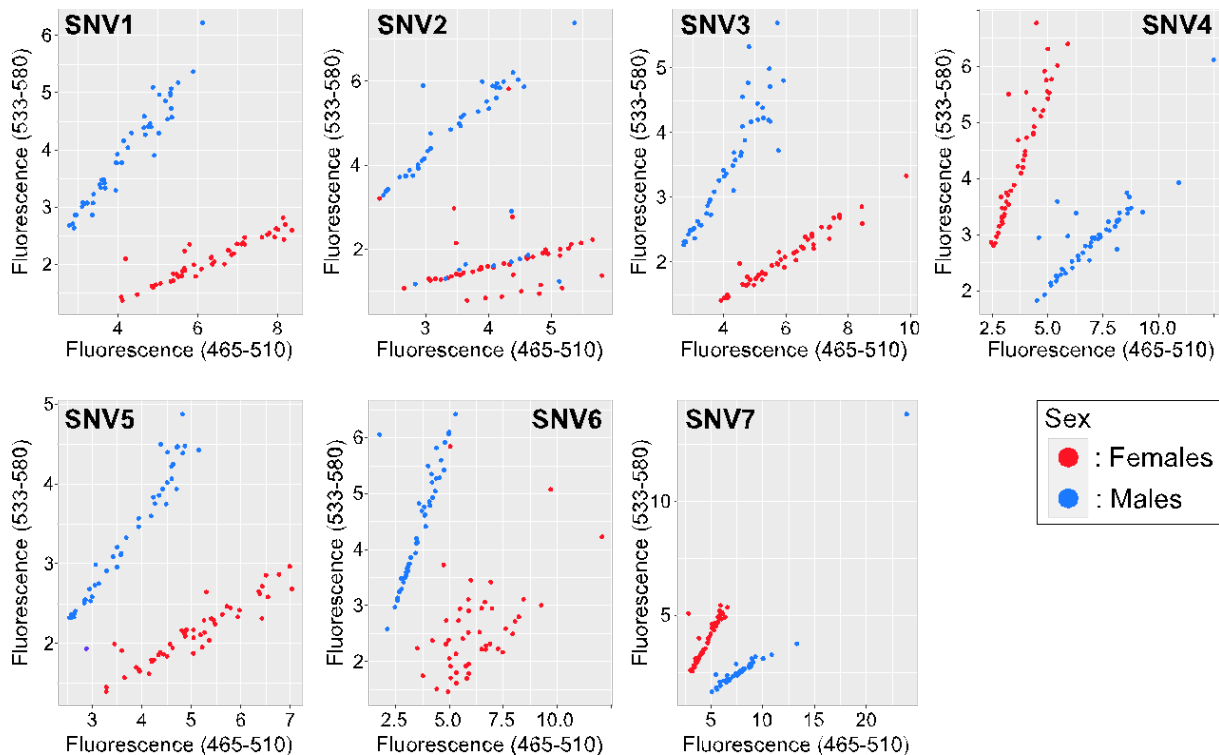 SNV1
Fluorescence (533-580)
6
5
4
3
2
4
6
8
Fluorescence (465-510)
SNV2
Fluorescence (533-580)
6
4
2
3
4
5
Fluorescence (465-510)
SNV3
Fluorescence (533-580)
5
4
3
2
4
6
8
10
Fluorescence (465-510)
SNV4
Fluorescence (533-580)
6
5
4
3
2
2.5
5.0
7.5
10.0
Fluorescence (465-510)
SNV5
Fluorescence (533-580)
5
4
3
2
3
4
5
6
7
Fluorescence (465-510)
SNV6
Fluorescence (533-580)
6
5
4
3
2
2.5
5.0
7.5
10.0
Fluorescence (465-510)
SNV7
Fluorescence (533-580)
10
5
5
10
15
20
Fluorescence (465-510)
Sex
: Females
: Males